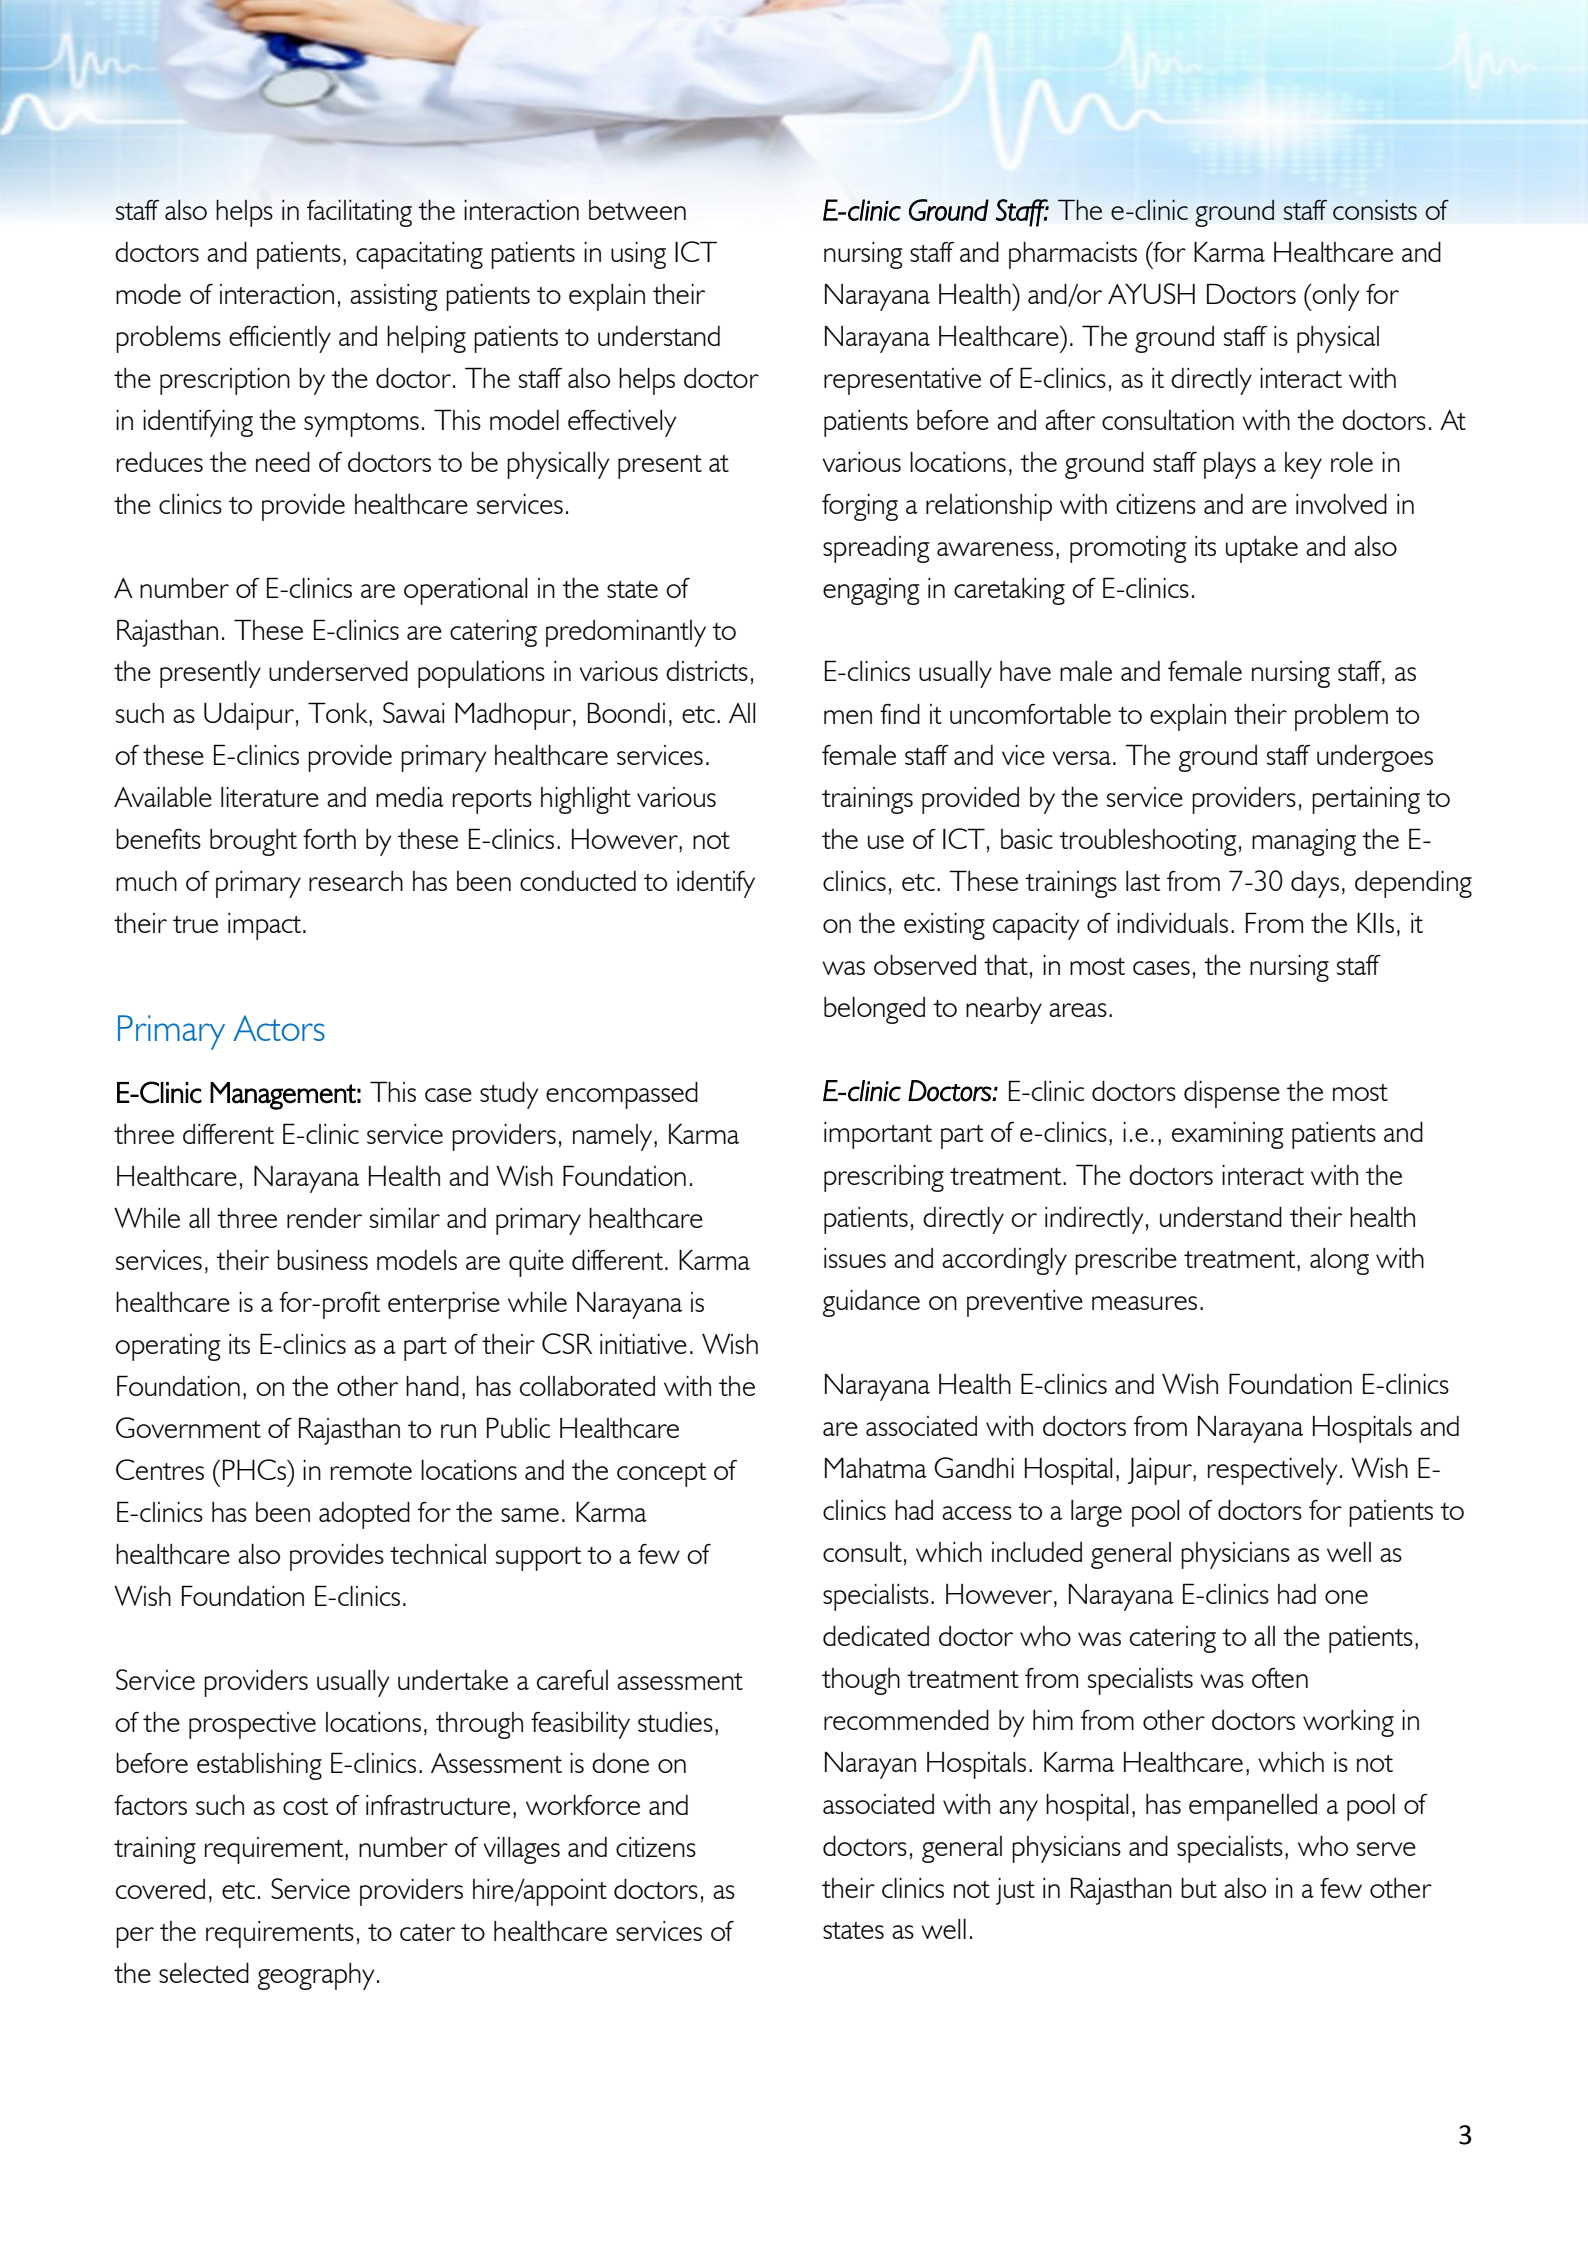 staff also helps in facilitating the interaction between
doctors and patients, capacitating patients in using ICT
mode of interaction, assisting patients to explain their
problems efficiently and helping patients to understand
the prescription by the doctor. The staff also helps doctor
in identifying the symptoms. This model effectively
reduces the need of doctors to be physically present at
the clinics to provide healthcare services.
A number of E-clinics are operational in the state of
Rajasthan. These E-clinics are catering predominantly to
the presently underserved populations in various districts,
such as Udaipur, Tonk, Sawai Madhopur, Boondi, etc. All
of these E-clinics provide primary healthcare services.
Available literature and media reports highlight various
benefits brought forth by these E-clinics. However, not
much of primary research has been conducted to identify
their true impact.
Primary Actors
E-Clinic Management: This case study encompassed
three different E-clinic service providers, namely, Karma
Healthcare, Narayana Health and Wish Foundation.
While all three render similar and primary healthcare
services, their business models are quite different. Karma
healthcare is a for-profit enterprise while Narayana is
operating its E-clinics as a part of their CSR initiative. Wish
Foundation, on the other hand, has collaborated with the
Government of Rajasthan to run Public Healthcare
Centres (PHCs) in remote locations and the concept of
E-clinics has been adopted for the same. Karma
healthcare also provides technical support to a few of
Wish Foundation E-clinics.
Service providers usually undertake a careful assessment
of the prospective locations, through feasibility studies,
before establishing E-clinics. Assessment is done on
factors such as cost of infrastructure, workforce and
training requirement, number of villages and citizens
covered, etc. Service providers hire/appoint doctors, as
per the requirements, to cater to healthcare services of
the selected geography.
E-clinic Ground Staff: The e-clinic ground staff consists of
nursing staff and pharmacists (for Karma Healthcare and
Narayana Health) and/or AYUSH Doctors (only for
Narayana Healthcare). The ground staff is physical
representative of E-clinics, as it directly interact with
patients before and after consultation with the doctors. At
various locations, the ground staff plays a key role in
forging a relationship with citizens and are involved in
spreading awareness, promoting its uptake and also
engaging in caretaking of E-clinics.
E-clinics usually have male and female nursing staff, as
men find it uncomfortable to explain their problem to
female staff and vice versa. The ground staff undergoes
trainings provided by the service providers, pertaining to
the use of ICT, basic troubleshooting, managing the E-
clinics, etc. These trainings last from 7-30 days, depending
on the existing capacity of individuals. From the KIIs, it
was observed that, in most cases, the nursing staff
belonged to nearby areas.
E-clinic Doctors: E-clinic doctors dispense the most
important part of e-clinics, i.e., examining patients and
prescribing treatment. The doctors interact with the
patients, directly or indirectly, understand their health
issues and accordingly prescribe treatment, along with
guidance on preventive measures.
Narayana Health E-clinics and Wish Foundation E-clinics
are associated with doctors from Narayana Hospitals and
Mahatma Gandhi Hospital, Jaipur, respectively. Wish E-
clinics had access to a large pool of doctors for patients to
consult, which included general physicians as well as
specialists. However, Narayana E-clinics had one
dedicated doctor who was catering to all the patients,
though treatment from specialists was often
recommended by him from other doctors working in
Narayan Hospitals. Karma Healthcare, which is not
associated with any hospital, has empanelled a pool of
doctors, general physicians and specialists, who serve
their clinics not just in Rajasthan but also in a few other
states as well.
3